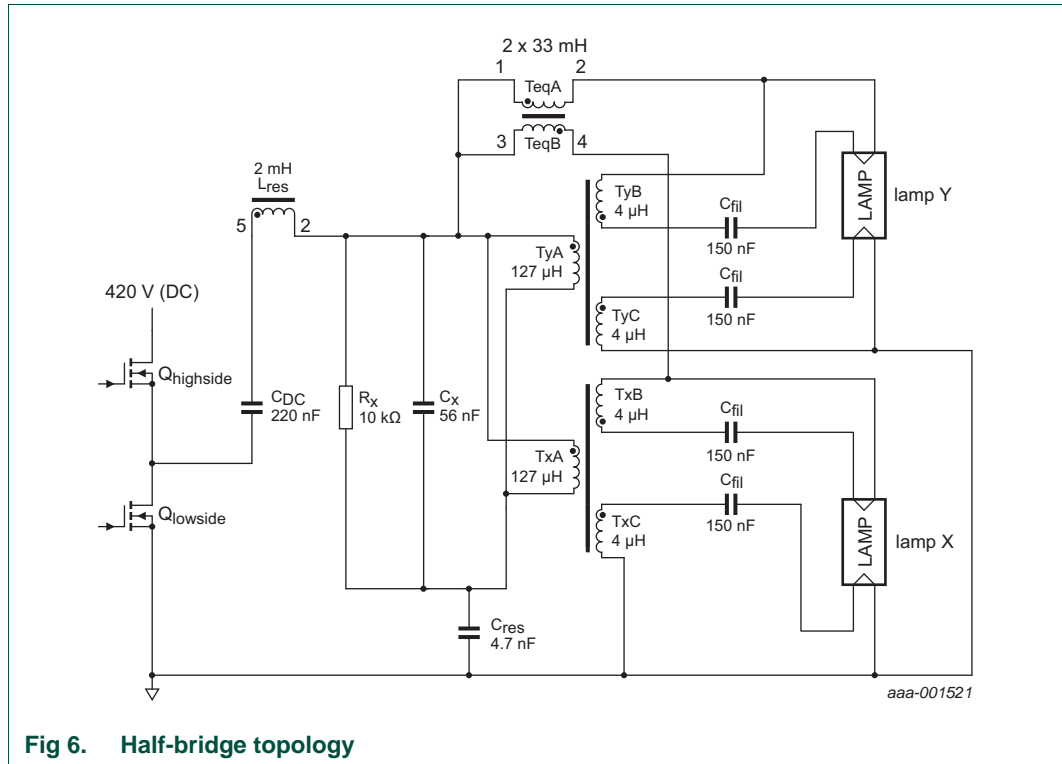 2 x 33 mH
1
2
TeqA
3
4
TeqB
2 mH
Lres
5
2
TyB
4 µH
Cfil
150 nF
LAMP
lamp Y
TyA
127 µH
Cfil
150 nF
TyC
4 µH
420 V (DC)
Qhighside
CDC
220 nF
Rx
10 kΩ
Cx
56 nF
TxB
4 µH
Cfil
150 nF
TxA
127 µH
Cfil
150 nF
Qlowside
TxC
4 µH
LAMP
lamp X
Cres
4.7 nF
aaa-001521
Fig 6. Half-bridge topology